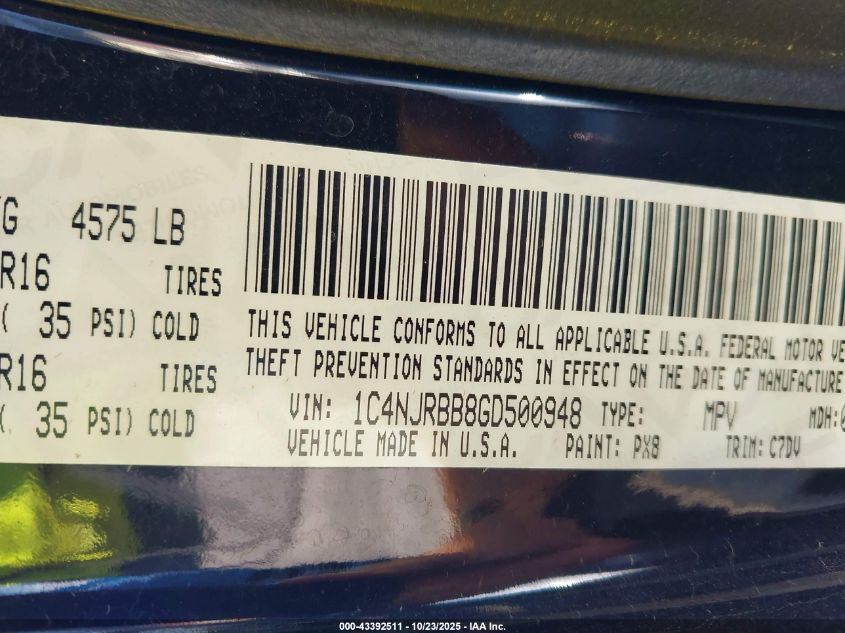 G 4575 LB
R16 TIRES
( 35 PSI) COLD
R16 TIRES
( 35 PSI) COLD
THIS VEHICLE CONFORMS TO ALL APPLICABLE U.S.A. FEDERAL MOTOR VE
THEFT PREVENTION STANDARDS IN EFFECT ON THE DATE OF MANUFACTURE
VIN: 1C4NJRBB8GD500948 TYPE: MPV MDH:0
VEHICLE MADE IN U.S.A. PAINT: PX8 TRIM: C7DV
000-43392511 - 10/23/2025 - IAA Inc.